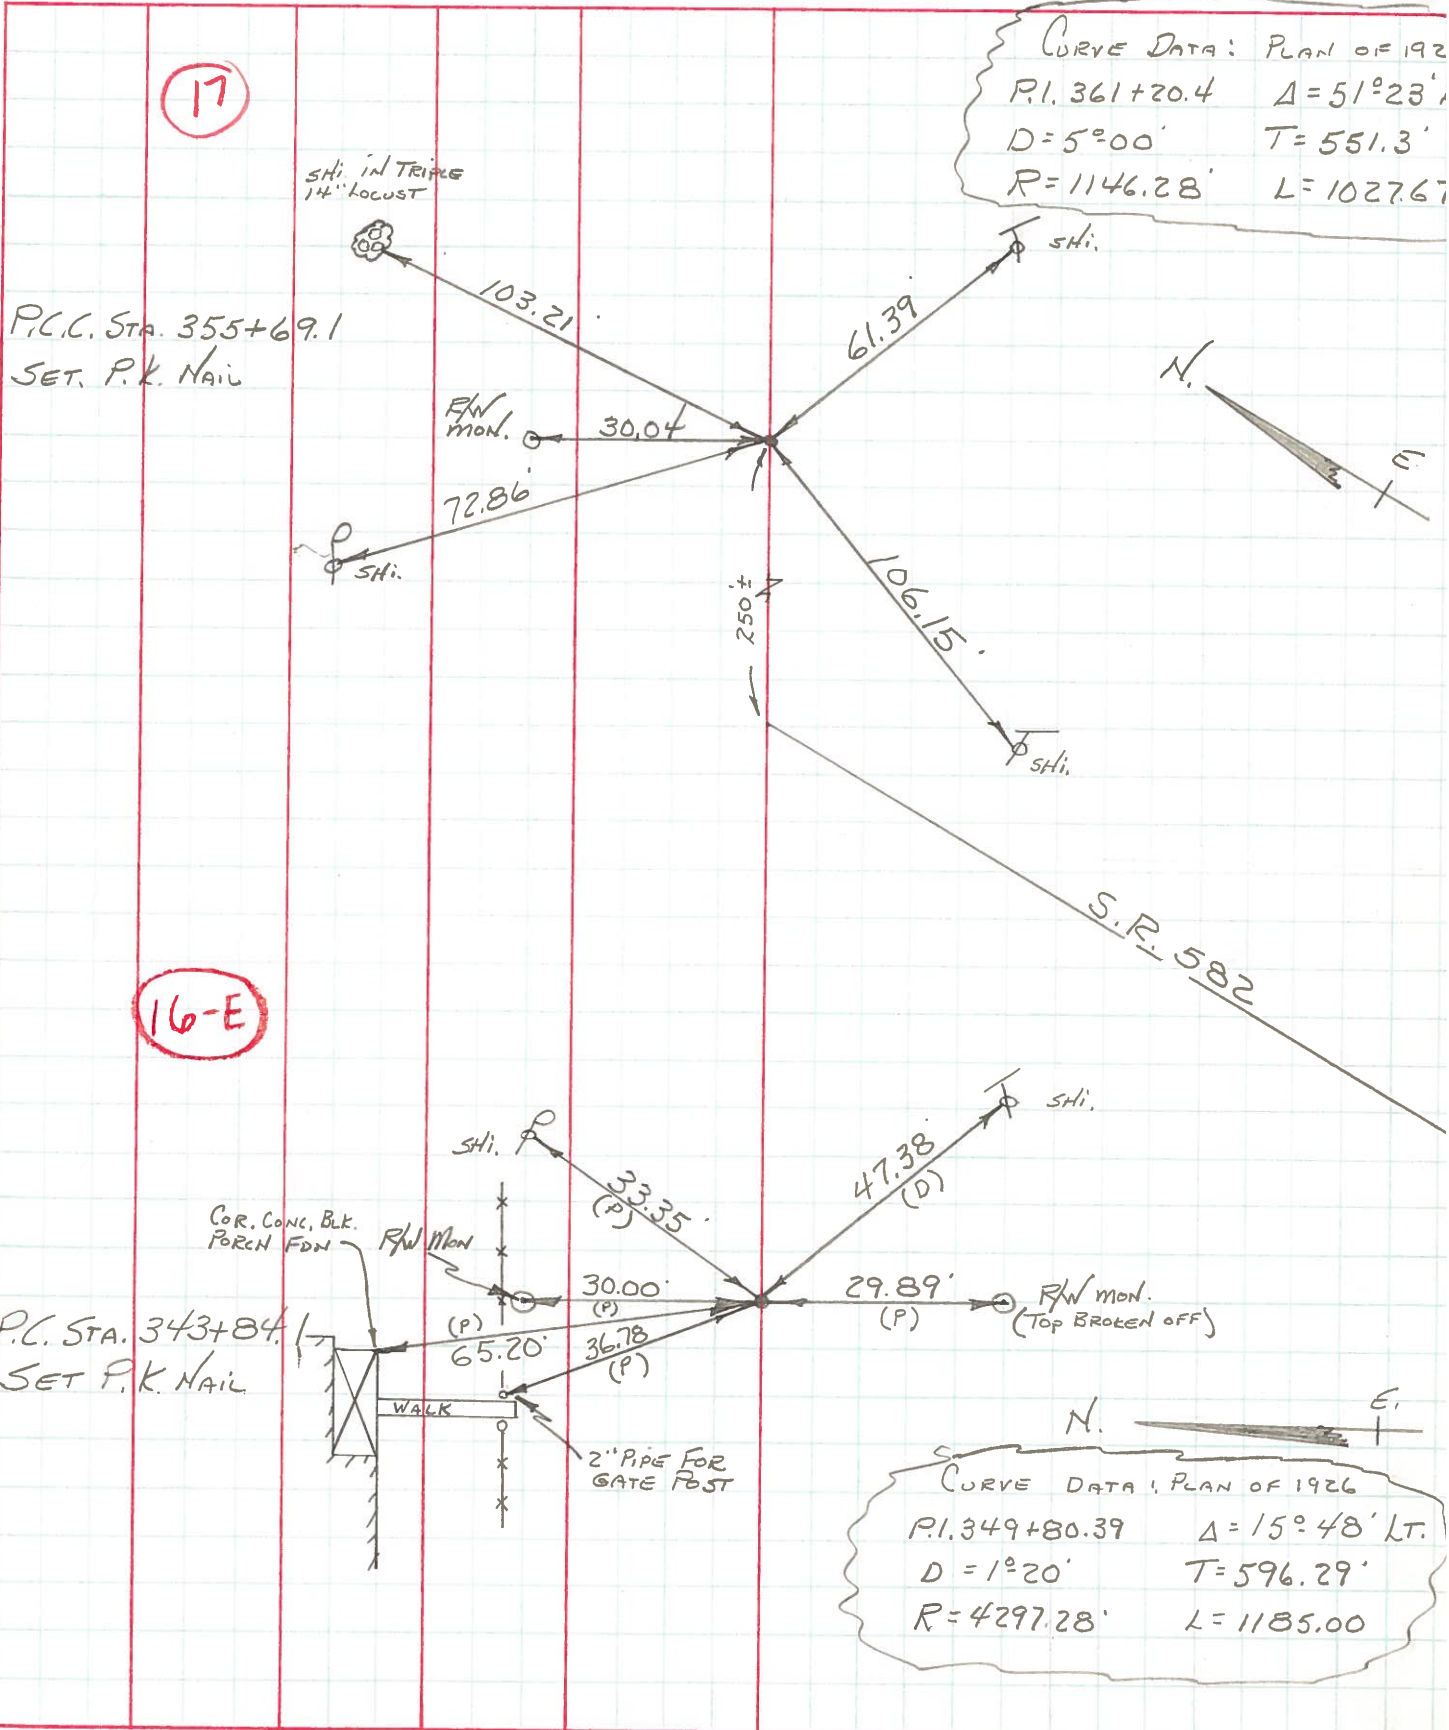 17
CURVE DATA: PLAN OF 192
P.I. 361+20.4 Δ=51°23'
D=5°00' T=551.3'
R=1146.28' L=1027.67
SHI. IN TRIPLE
14" LOCUST
SHI.
103.21'
61.39'
P.C.C. STA. 355+69.1
SET. P.K. NAIL
N.
R/W
MON.
30.04
E.
72.86'
SHI.
250±
106.15'
SHI.
S.R. 582
16-E
SHI.
SHI.
33.35'
(P)
47.38
(D)
COR. CONC. BLK.
PORCH FDN
R/W MON
30.00'
(P)
29.89'
(P)
R/W MON.
(TOP BROKEN OFF)
P.C. STA. 343+84.1
SET P.K. NAIL
(P)
65.20'
36.78
(P)
WALK
2" PIPE FOR
GATE POST
N.
E.
CURVE DATA: PLAN OF 1926
P.I. 349+80.39 Δ=15°48' LT.
D=1°20' T=596.29'
R=4297.28' L=1185.00